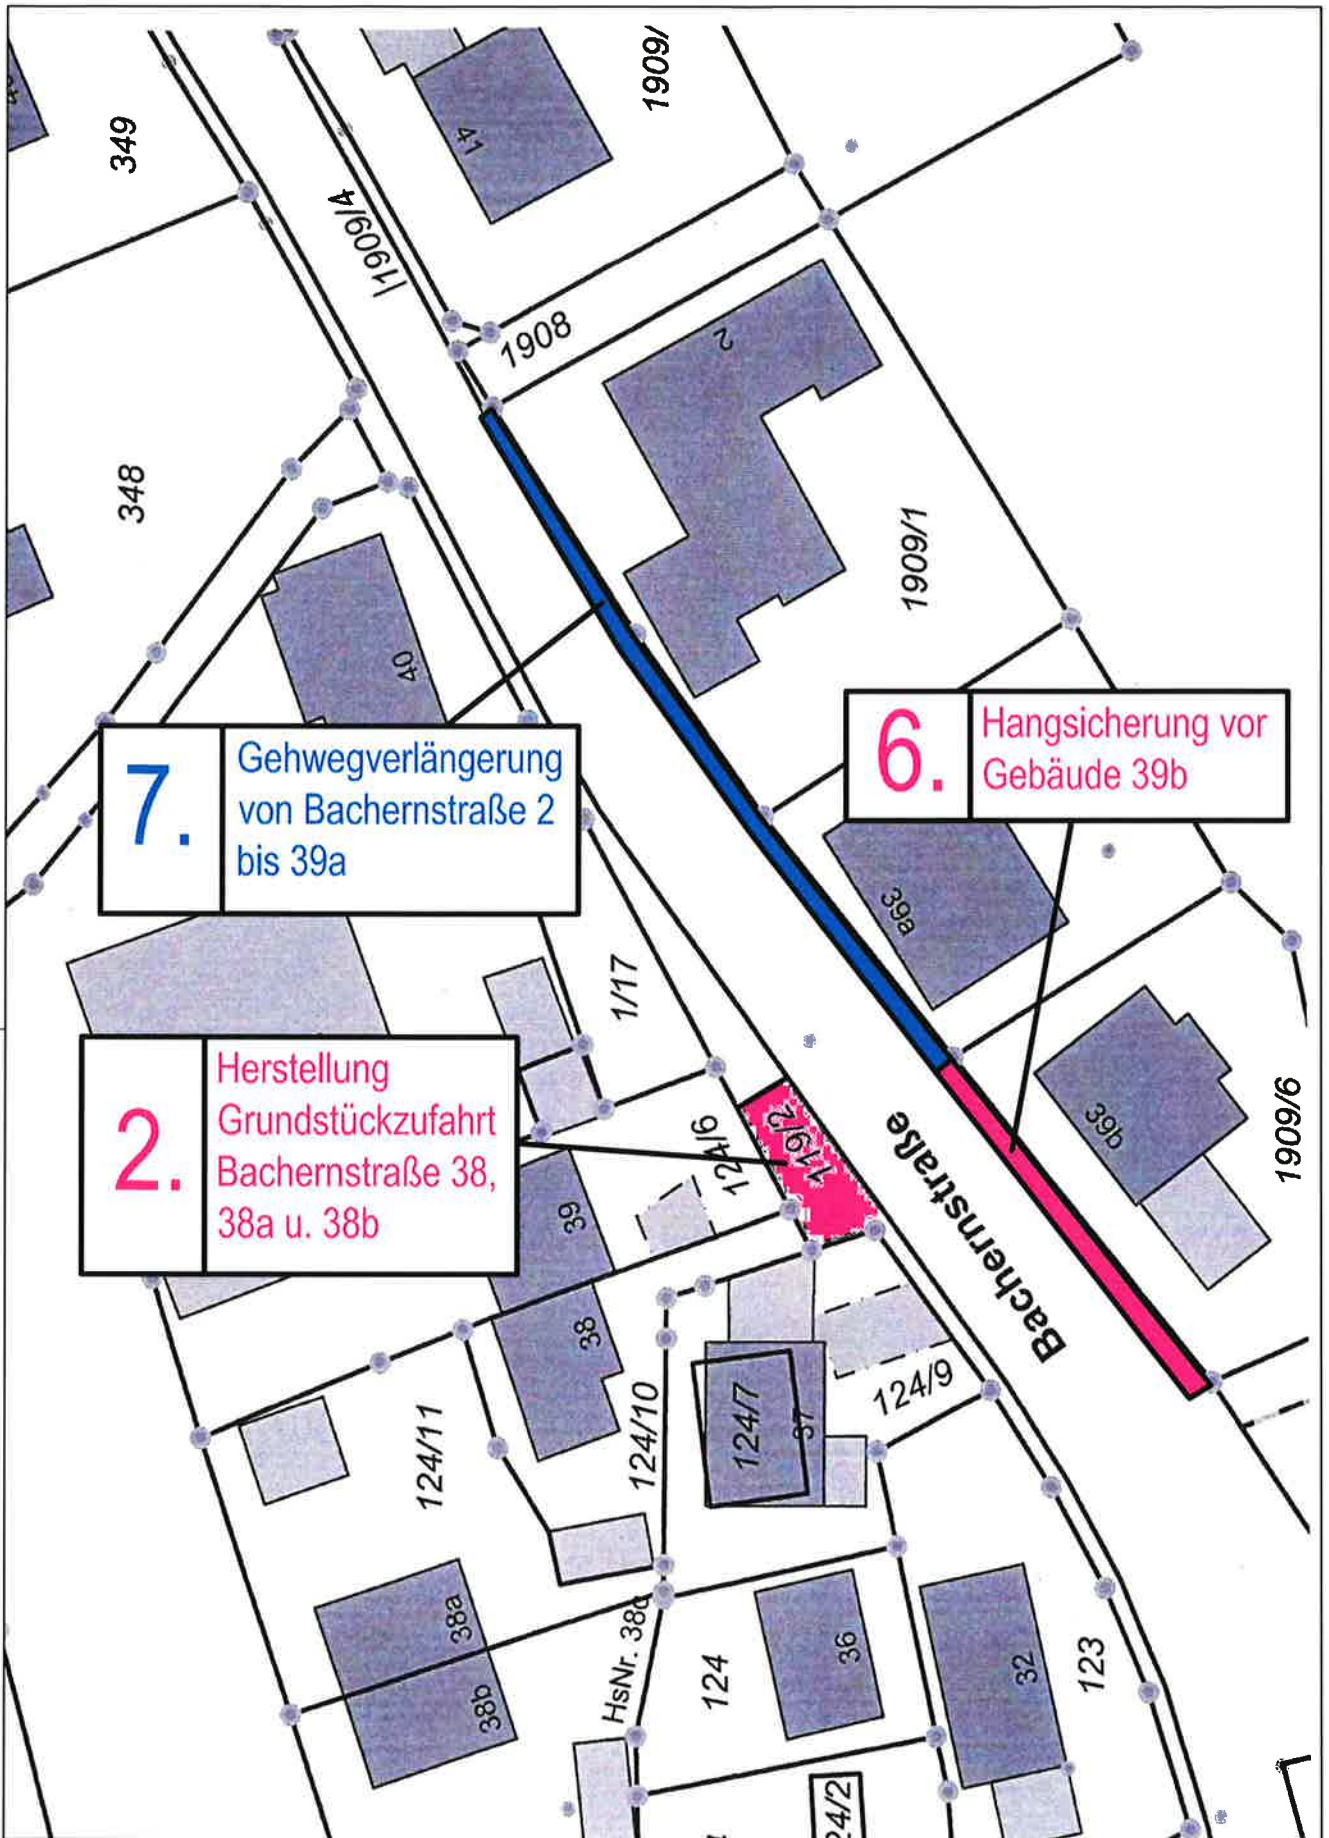 349
1909/
41
1909/4
1908
2
348
1909/1
40
7.
Gehwegverlängerung
von Bachernstraße 2
bis 39a
6.
Hangsicherung vor
Gebäude 39b
39a
1/17
2.
Herstellung
Grundstückzufahrt
Bachernstraße 38,
38a u. 38b
124/6
119/2
Bachernstraße
39b
1909/6
39
38
124/11
124/10
124/7
37
124/9
38a
38b
HsNr. 38c
124
36
32
123
24/2